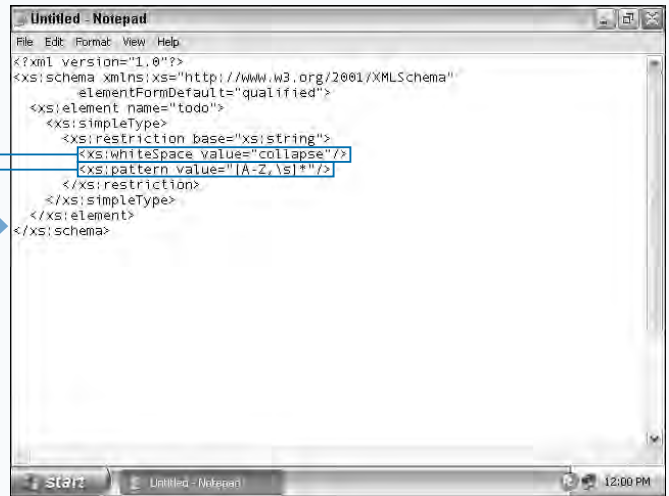 Untitled - Notepad
File Edit Format View Help
<?xml version="1.0"?>
<xs:schema xmlns:xs="http://www.w3.org/2001/XMLSchema"
elementFormDefault="qualified">
<xs:element name="todo">
<xs:simpleType>
<xs:restriction base="xs:string">
<xs:whiteSpace value="collapse"/>
<xs:pattern value="[A-Z,\s]*"/>
</xs:restriction>
</xs:simpleType>
</xs:element>
</xs:schema>
start
Untitled - Notepad
12:00 PM